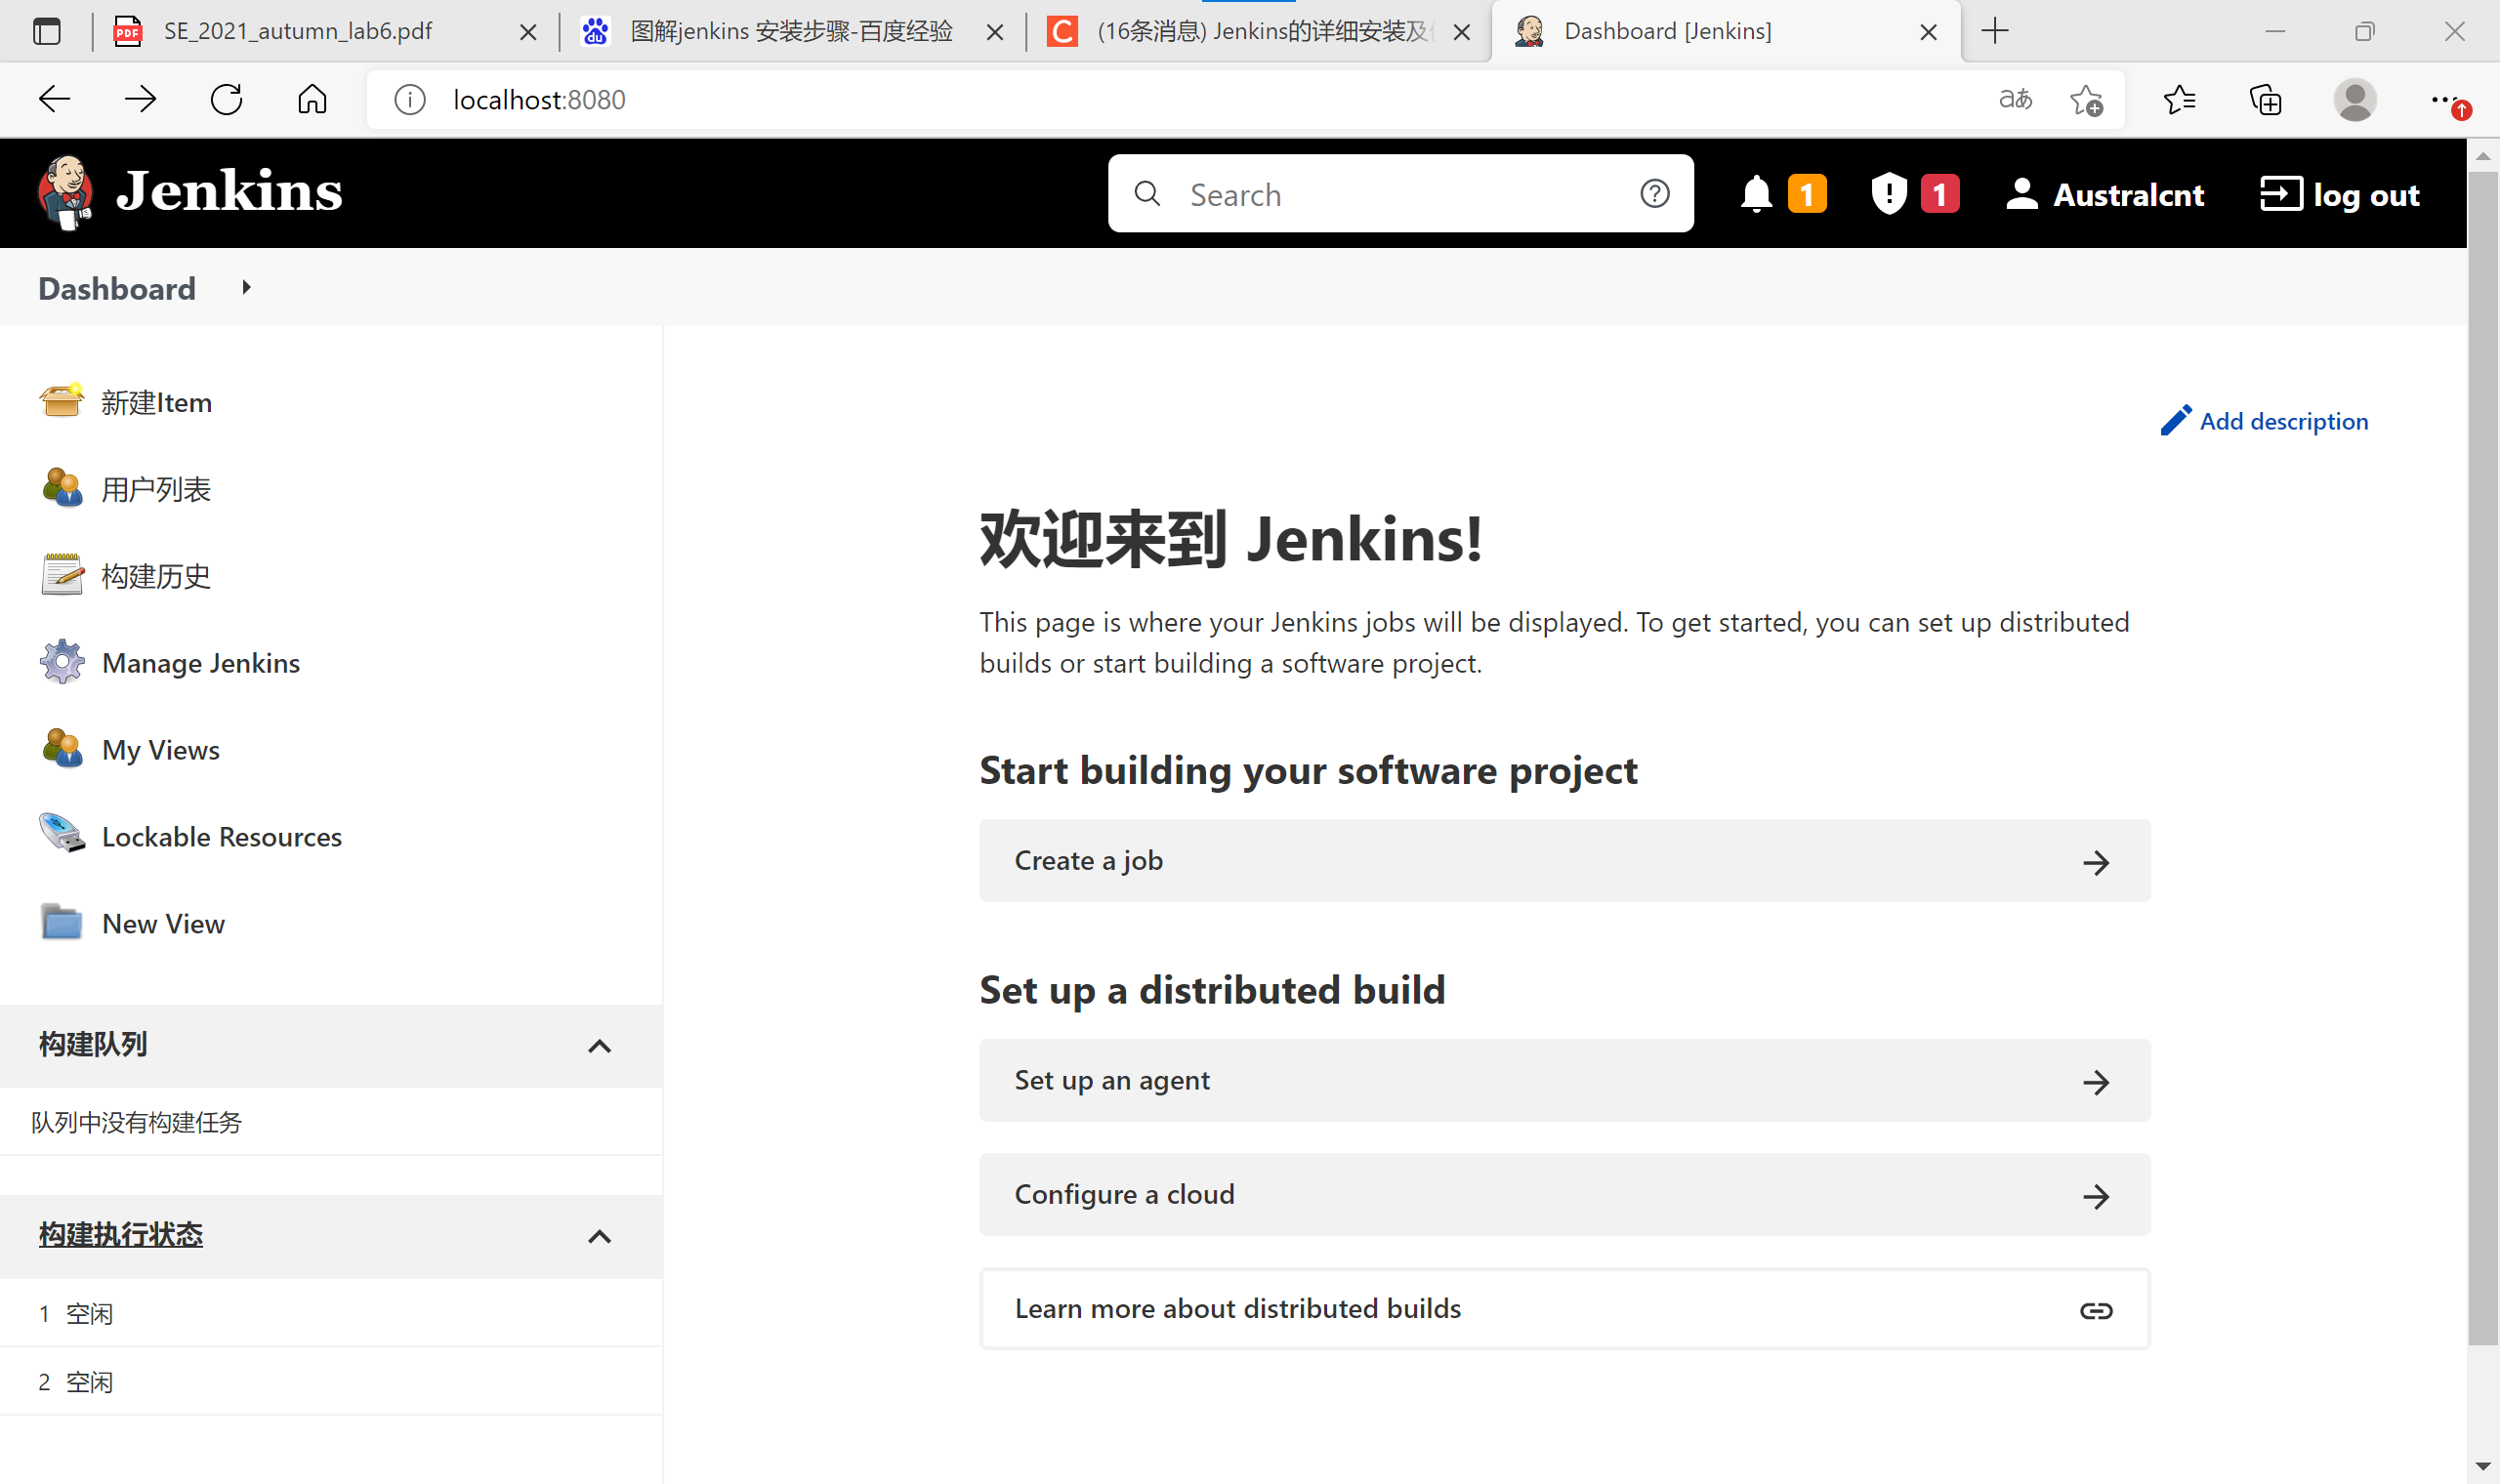 SE_2021_autumn_lab6.pdf
图解jenkins 安装步骤-百度经验
(16条消息) Jenkins的详细安装及
Dashboard [Jenkins]
localhost:8080
Jenkins
Search
1
1
Australcnt
log out
Dashboard
新建Item
用户列表
构建历史
Manage Jenkins
My Views
Lockable Resources
New View
构建队列
队列中没有构建任务
构建执行状态
1 空闲
2 空闲
Add description
欢迎来到 Jenkins!
This page is where your Jenkins jobs will be displayed. To get started, you can set up distributed
builds or start building a software project.
Start building your software project
Create a job
Set up a distributed build
Set up an agent
Configure a cloud
Learn more about distributed builds